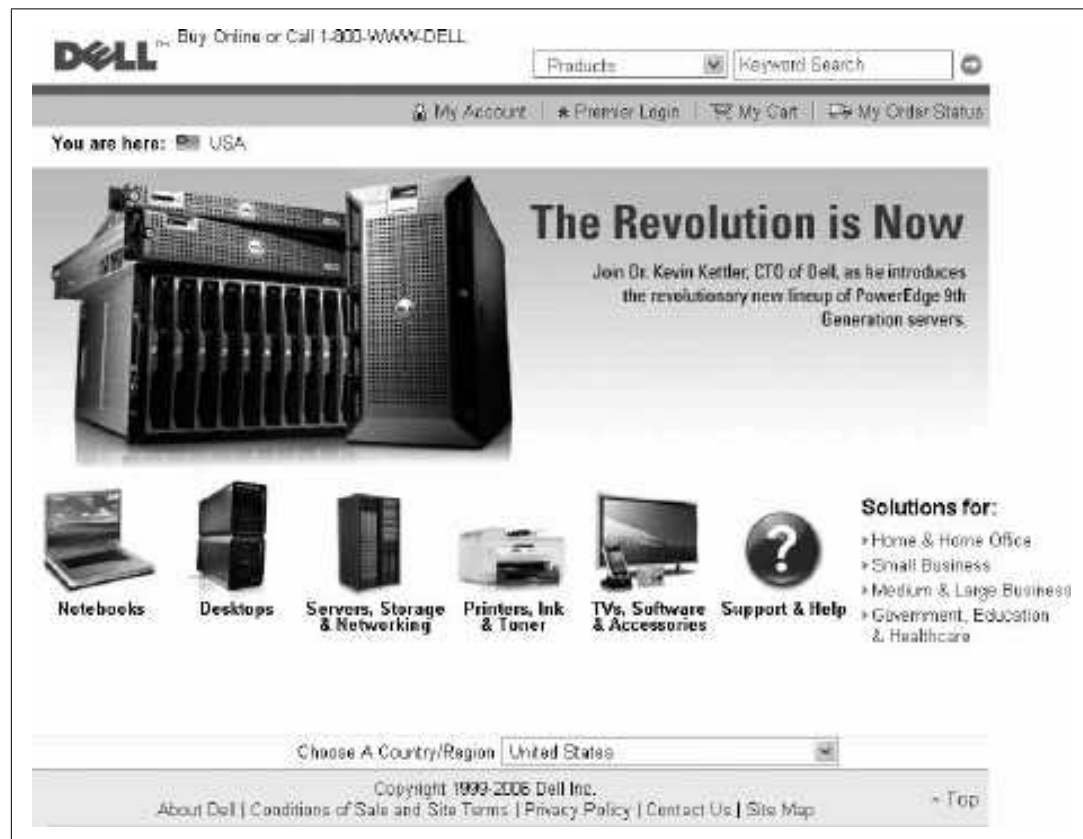 DELL™ Buy Online or Call 1-800-WWW-DELL
Products Keyword Search
My Account | Premier Login | My Cart | My Order Status
You are here: USA
The Revolution is Now
Join Dr. Kevin Kettler, CTO of Dell, as he introduces
the revolutionary new lineup of PowerEdge 9th
Generation servers.
Notebooks
Desktops
Servers, Storage
& Networking
Printers, Ink
& Toner
TVs, Software
& Accessories
Support & Help
Solutions for:
Home & Home Office
Small Business
Medium & Large Business
Government, Education
& Healthcare
Choose A Country/Region United States
Copyright 1999-2006 Dell Inc.
About Dell | Conditions of Sale and Site Terms | Privacy Policy | Contact Us | Site Map
^ Top